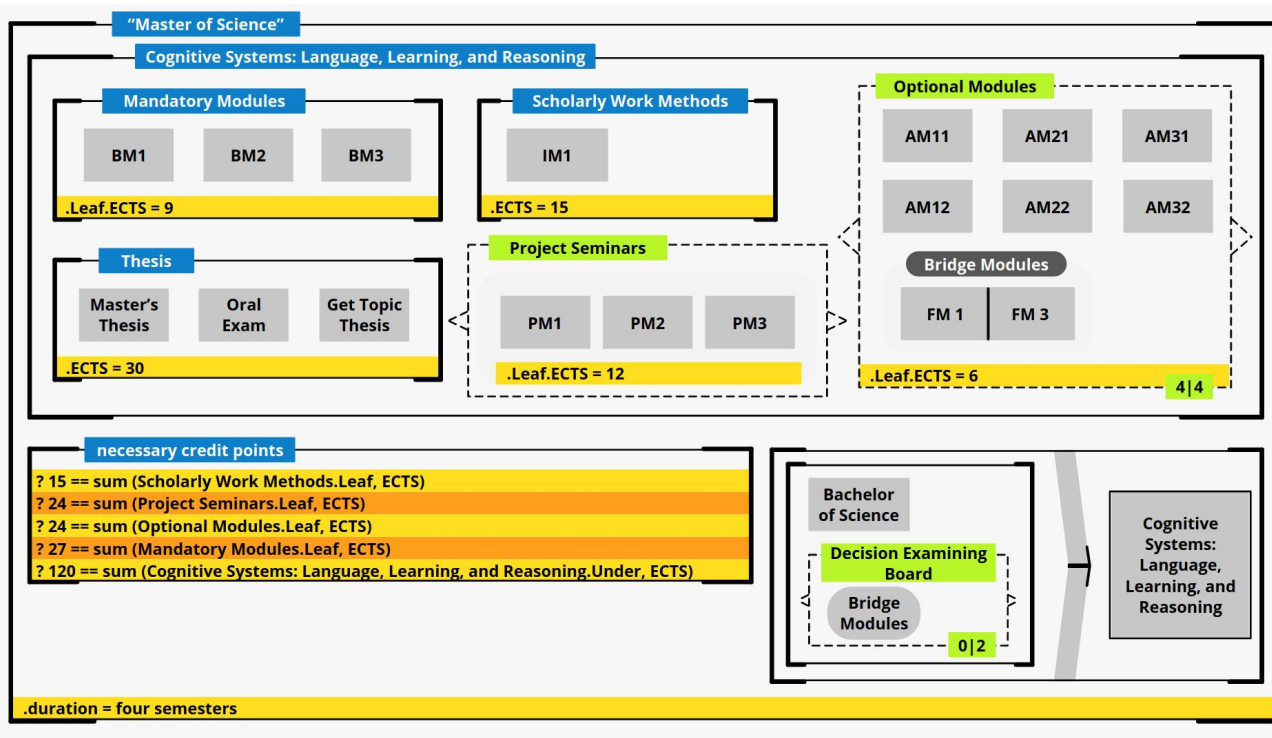 “Master of Science”
Cognitive Systems: Language, Learning, and Reasoning
Mandatory Modules
BM1
BM2
BM3
.Leaf.ECTS = 9
Scholarly Work Methods
IM1
.ECTS = 15
Optional Modules
AM11
AM21
AM31
AM12
AM22
AM32
Bridge Modules
FM 1
FM 3
.Leaf.ECTS = 6
4|4
Thesis
Master’s
Thesis
Oral
Exam
Get Topic
Thesis
.ECTS = 30
Project Seminars
PM1
PM2
PM3
.Leaf.ECTS = 12
necessary credit points
? 15 == sum (Scholarly Work Methods.Leaf, ECTS)
? 24 == sum (Project Seminars.Leaf, ECTS)
? 24 == sum (Optional Modules.Leaf, ECTS)
? 27 == sum (Mandatory Modules.Leaf, ECTS)
? 120 == sum (Cognitive Systems: Language, Learning, and Reasoning.Under, ECTS)
Bachelor
of Science
Decision Examining
Board
Bridge
Modules
0|2
Cognitive
Systems:
Language,
Learning, and
Reasoning
.duration = four semesters